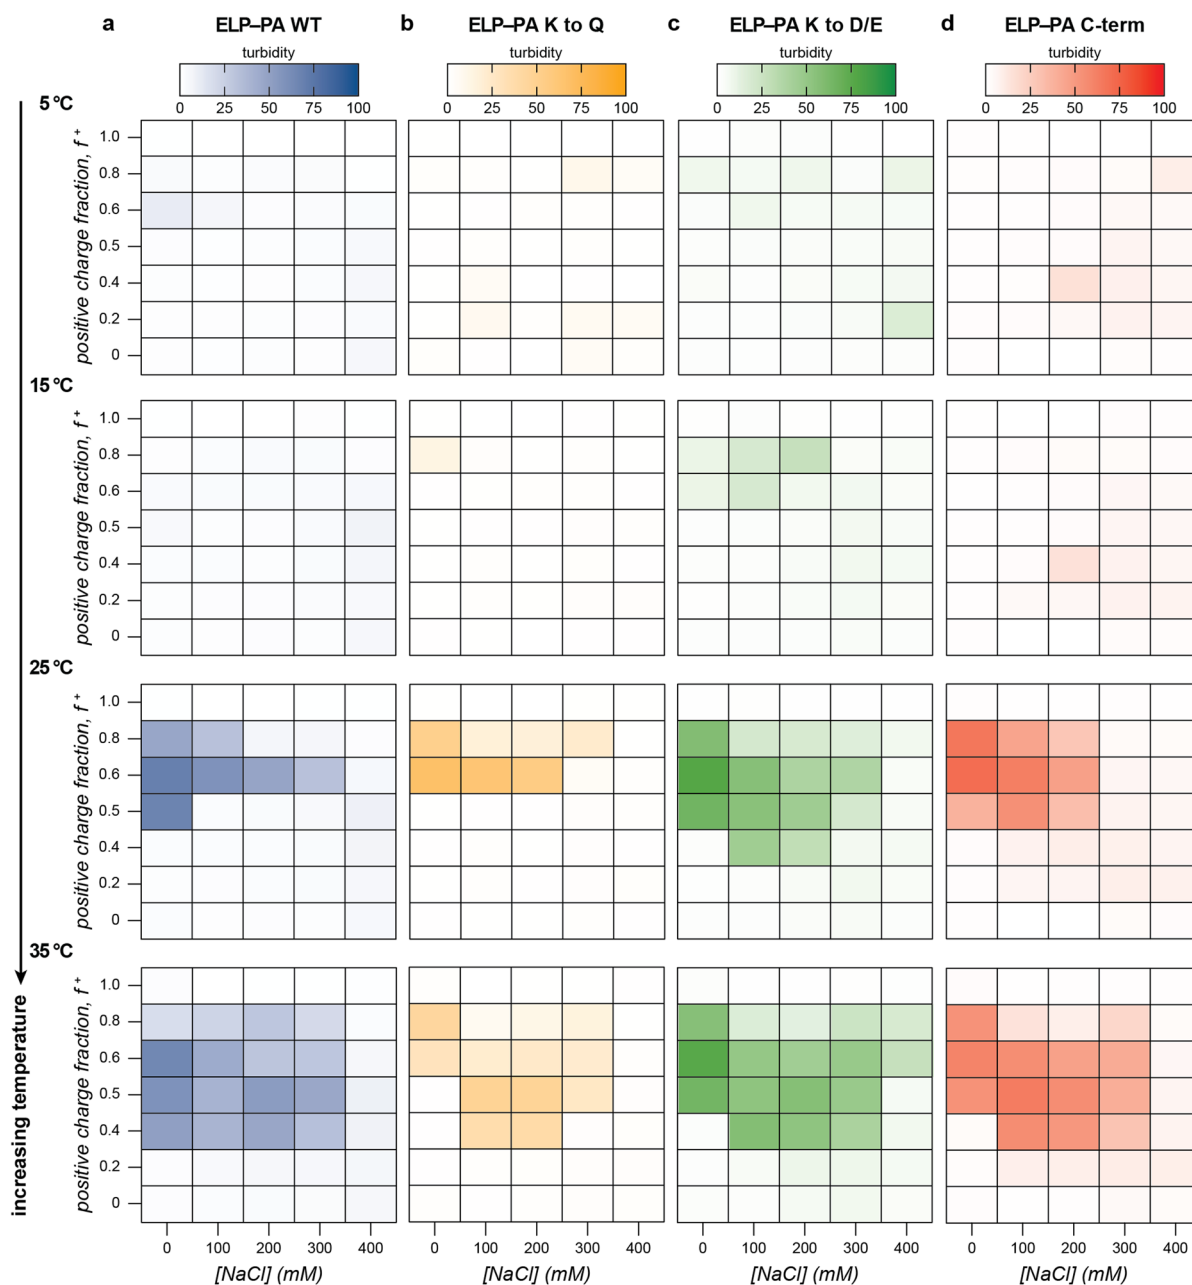 a ELP–PA WT b ELP–PA K to Q c ELP–PA K to D/E d ELP–PA C-term
turbidity turbidity turbidity turbidity
0 25 50 75 100 0 25 50 75 100 0 25 50 75 100 0 25 50 75 100
5 °C
positive charge fraction, f⁺
1.0
0.8
0.6
0.5
0.4
0.2
0
15 °C
positive charge fraction, f⁺
1.0
0.8
0.6
0.5
0.4
0.2
0
25 °C
positive charge fraction, f⁺
1.0
0.8
0.6
0.5
0.4
0.2
0
35 °C
positive charge fraction, f⁺
1.0
0.8
0.6
0.5
0.4
0.2
0
increasing temperature
0 100 200 300 400 0 100 200 300 400 0 100 200 300 400 0 100 200 300 400
[NaCl] (mM) [NaCl] (mM) [NaCl] (mM) [NaCl] (mM)